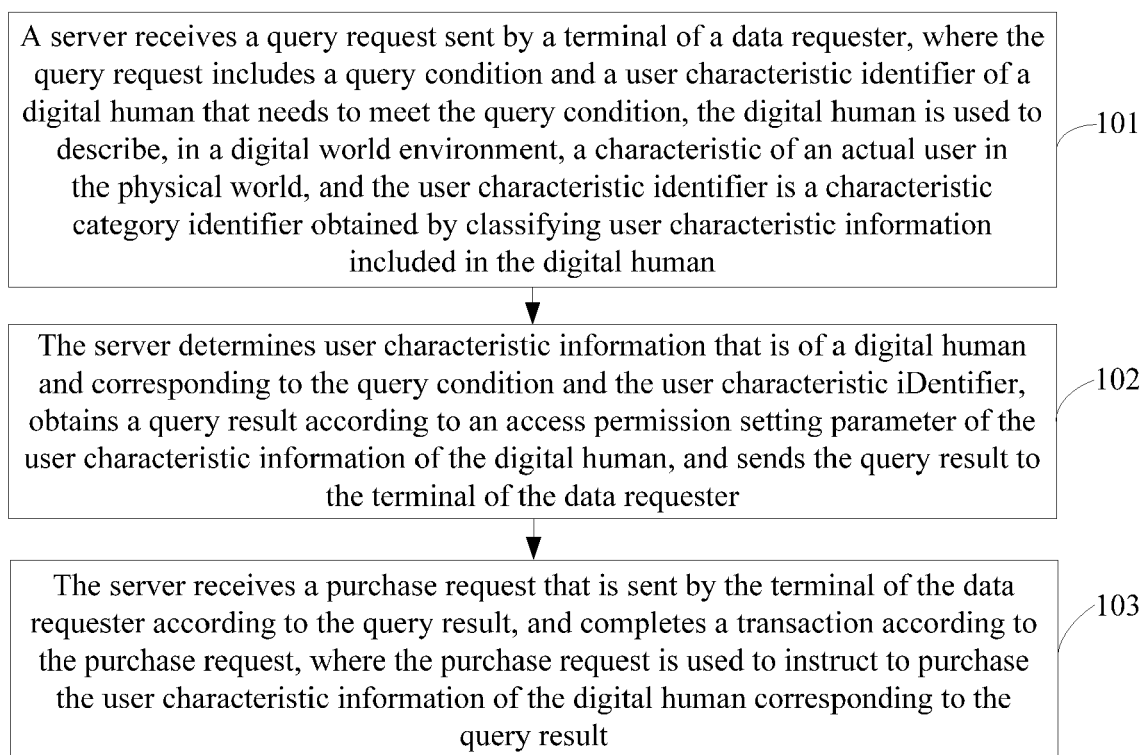 A server receives a query request sent by a terminal of a data requester, where the
query request includes a query condition and a user characteristic identifier of a
digital human that needs to meet the query condition, the digital human is used to
describe, in a digital world environment, a characteristic of an actual user in
the physical world, and the user characteristic identifier is a characteristic
category identifier obtained by classifying user characteristic information
included in the digital human
101
The server determines user characteristic information that is of a digital human
and corresponding to the query condition and the user characteristic iDentifier,
obtains a query result according to an access permission setting parameter of the
user characteristic information of the digital human, and sends the query result to
the terminal of the data requester
102
The server receives a purchase request that is sent by the terminal of the data
requester according to the query result, and completes a transaction according to
the purchase request, where the purchase request is used to instruct to purchase
the user characteristic information of the digital human corresponding to the
query result
103